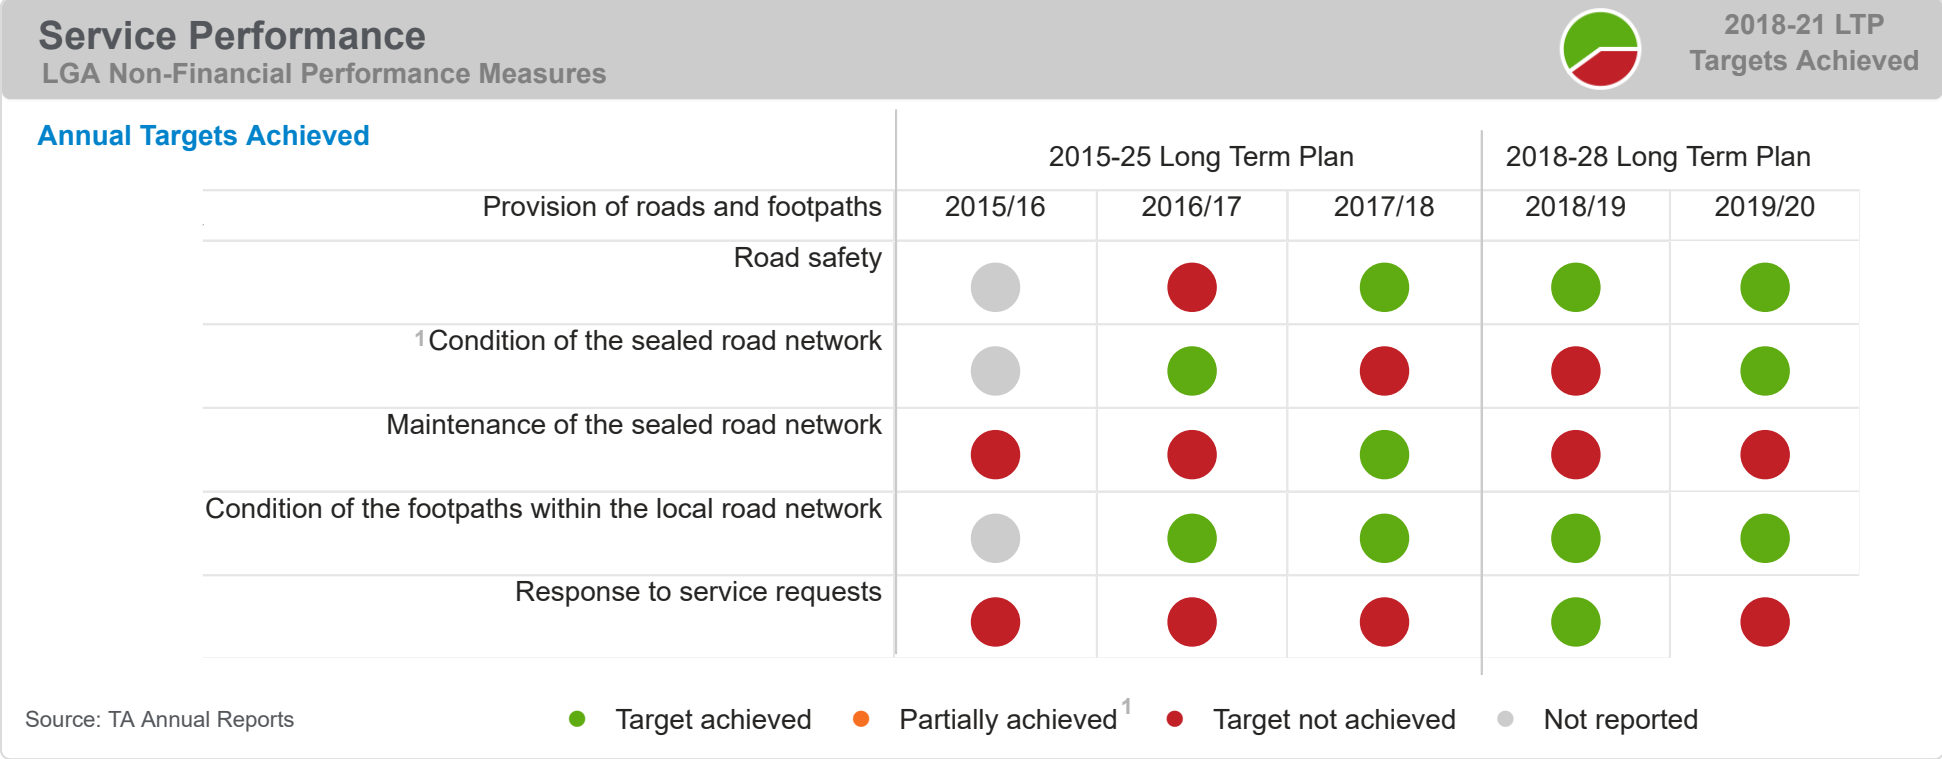 Service Performance
LGA Non-Financial Performance Measures
2018-21 LTP
Targets Achieved
Annual Targets Achieved
2015-25 Long Term Plan
2018-28 Long Term Plan
Provision of roads and footpaths 2015/16 2016/17 2017/18 2018/19 2019/20
Road safety
1 Condition of the sealed road network
Maintenance of the sealed road network
Condition of the footpaths within the local road network
Response to service requests
Source: TA Annual Reports
Target achieved Partially achieved 1 Target not achieved Not reported